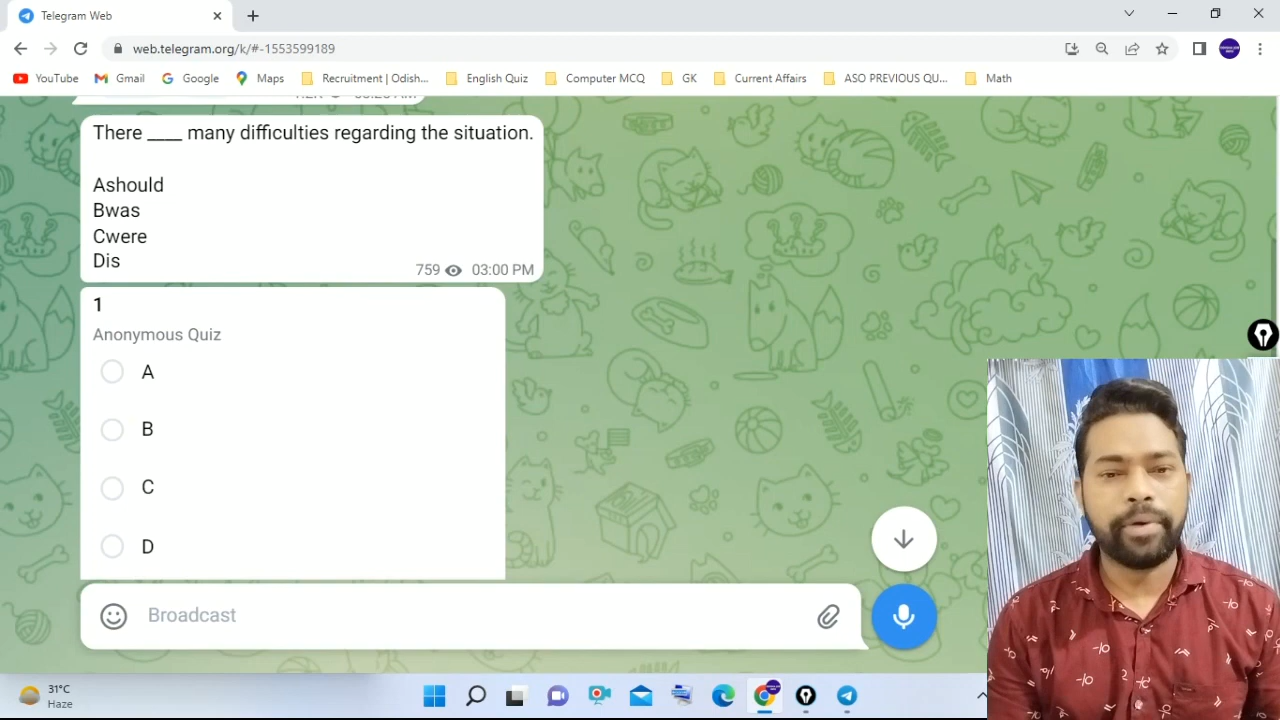 Telegram Web
web.telegram.org/k/#-1553599189
YouTube
Gmail
Google
Maps
Recruitment | Odish...
English Quiz
Computer MCQ
GK
Current Affairs
ASO PREVIOUS QU...
Math
There ____ many difficulties regarding the situation.
Ashould
Bwas
Cwere
Dis
759
03:00 PM
1
Anonymous Quiz
A
B
C
D
Broadcast
31°C
Haze